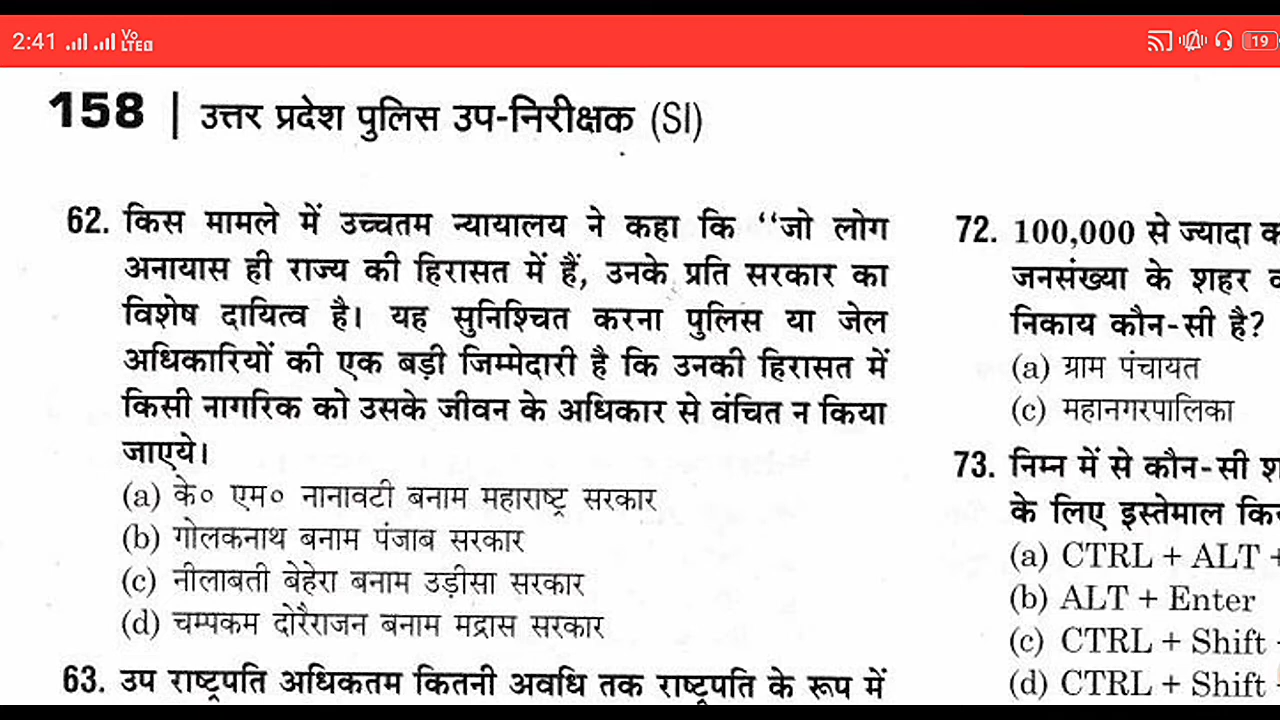 2:41 Vo LTE 19
158 | उत्तर प्रदेश पुलिस उप-निरीक्षक (SI)
62. किस मामले में उच्चतम न्यायालय ने कहा कि ‘‘जो लोग
अनायास ही राज्य की हिरासत में हैं, उनके प्रति सरकार का
विशेष दायित्व है। यह सुनिश्चित करना पुलिस या जेल
अधिकारियों की एक बड़ी जिम्मेदारी है कि उनकी हिरासत में
किसी नागरिक को उसके जीवन के अधिकार से वंचित न किया
जाएये।
(a) के० एम० नानावटी बनाम महाराष्ट्र सरकार
(b) गोलकनाथ बनाम पंजाब सरकार
(c) नीलाबती बेहेरा बनाम उड़ीसा सरकार
(d) चम्पकम दोरैराजन बनाम मद्रास सरकार
63. उप राष्ट्रपति अधिकतम कितनी अवधि तक राष्ट्रपति के रूप में
72. 100,000 से ज्यादा
जनसंख्या के शहर
निकाय कौन-सी है?
(a) ग्राम पंचायत
(c) महानगरपालिका
73. निम्न में से कौन-सी
के लिए इस्तेमाल
(a) CTRL + ALT +
(b) ALT + Enter
(c) CTRL + Shift
(d) CTRL + Shift